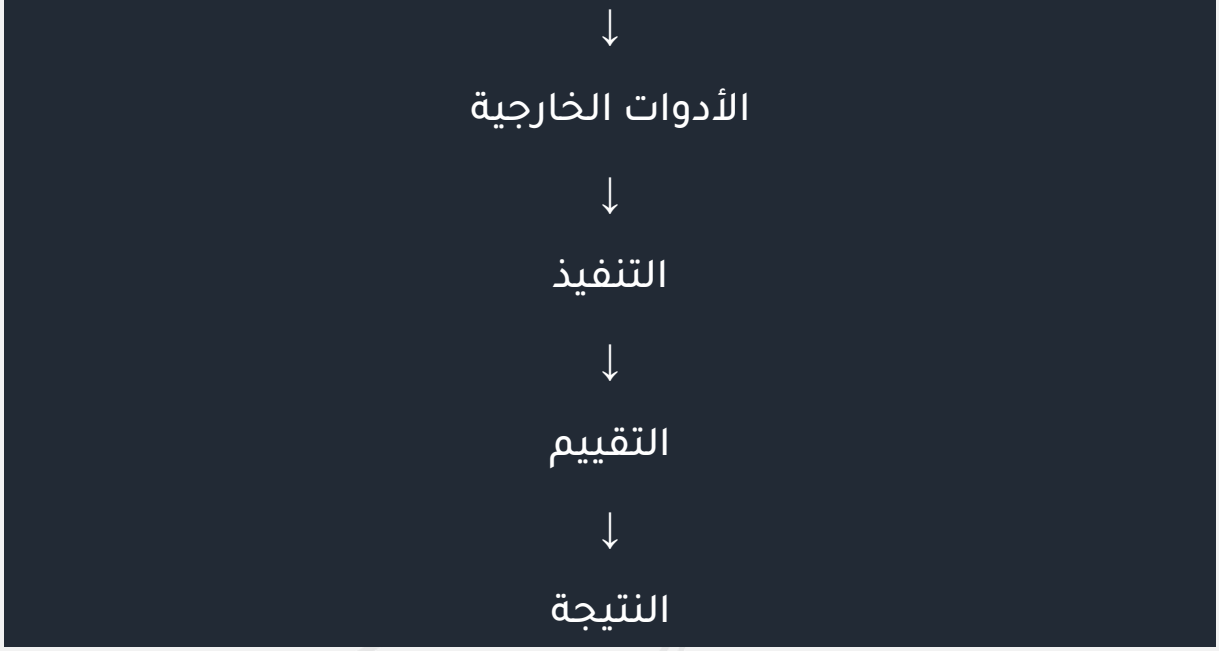 ↓
الأدوات الخارجية
↓
التنفيذ
↓
التقييم
↓
النتيجة